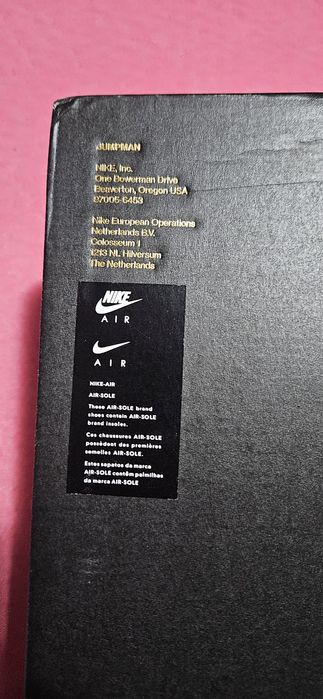 JUMPMAN
NIKE, Inc.
One Bowerman Drive
Beaverton, Oregon USA
97005-6453
Nike European Operations
Netherlands B.V.
Colosseum 1
1213 NL Hilversum
The Netherlands
NIKE
AIR
AIR
NIKE-AIR
AIR-SOLE
These AIR-SOLE brand
shoes contain AIR-SOLE
brand insoles.
Ces chaussures AIR-SOLE
possèdent des premières
semelles AIR-SOLE.
Estes sapatos da marca
AIR-SOLE contêm palmilhas
da marca AIR-SOLE